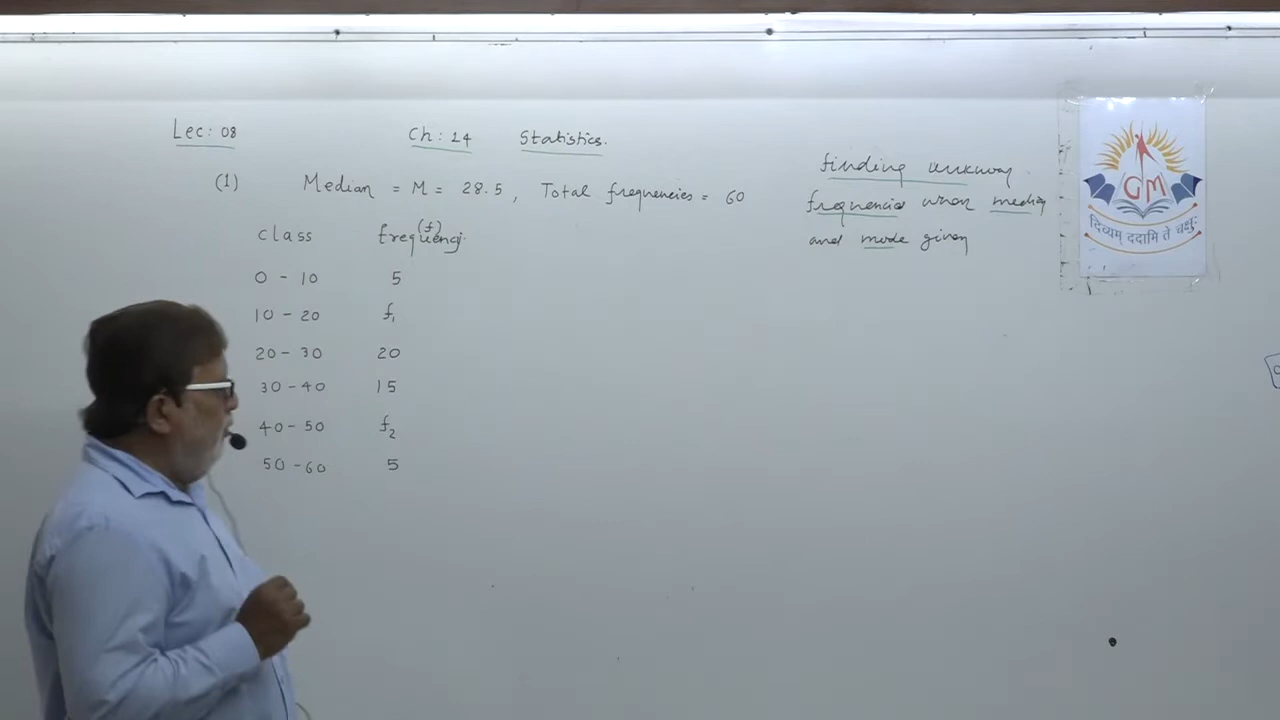 Lec: 08 Ch: 14 Statistics.
(1) Median = M = 28.5, Total frequencies = 60
class frequency (f)
0 - 10 5
10 - 20 f₁
20 - 30 20
30 - 40 15
40 - 50 f₂
50 - 60 5
finding unknown
frequencies when median
and mode given
GM
दिव्यम् ददामि ते चक्षुः